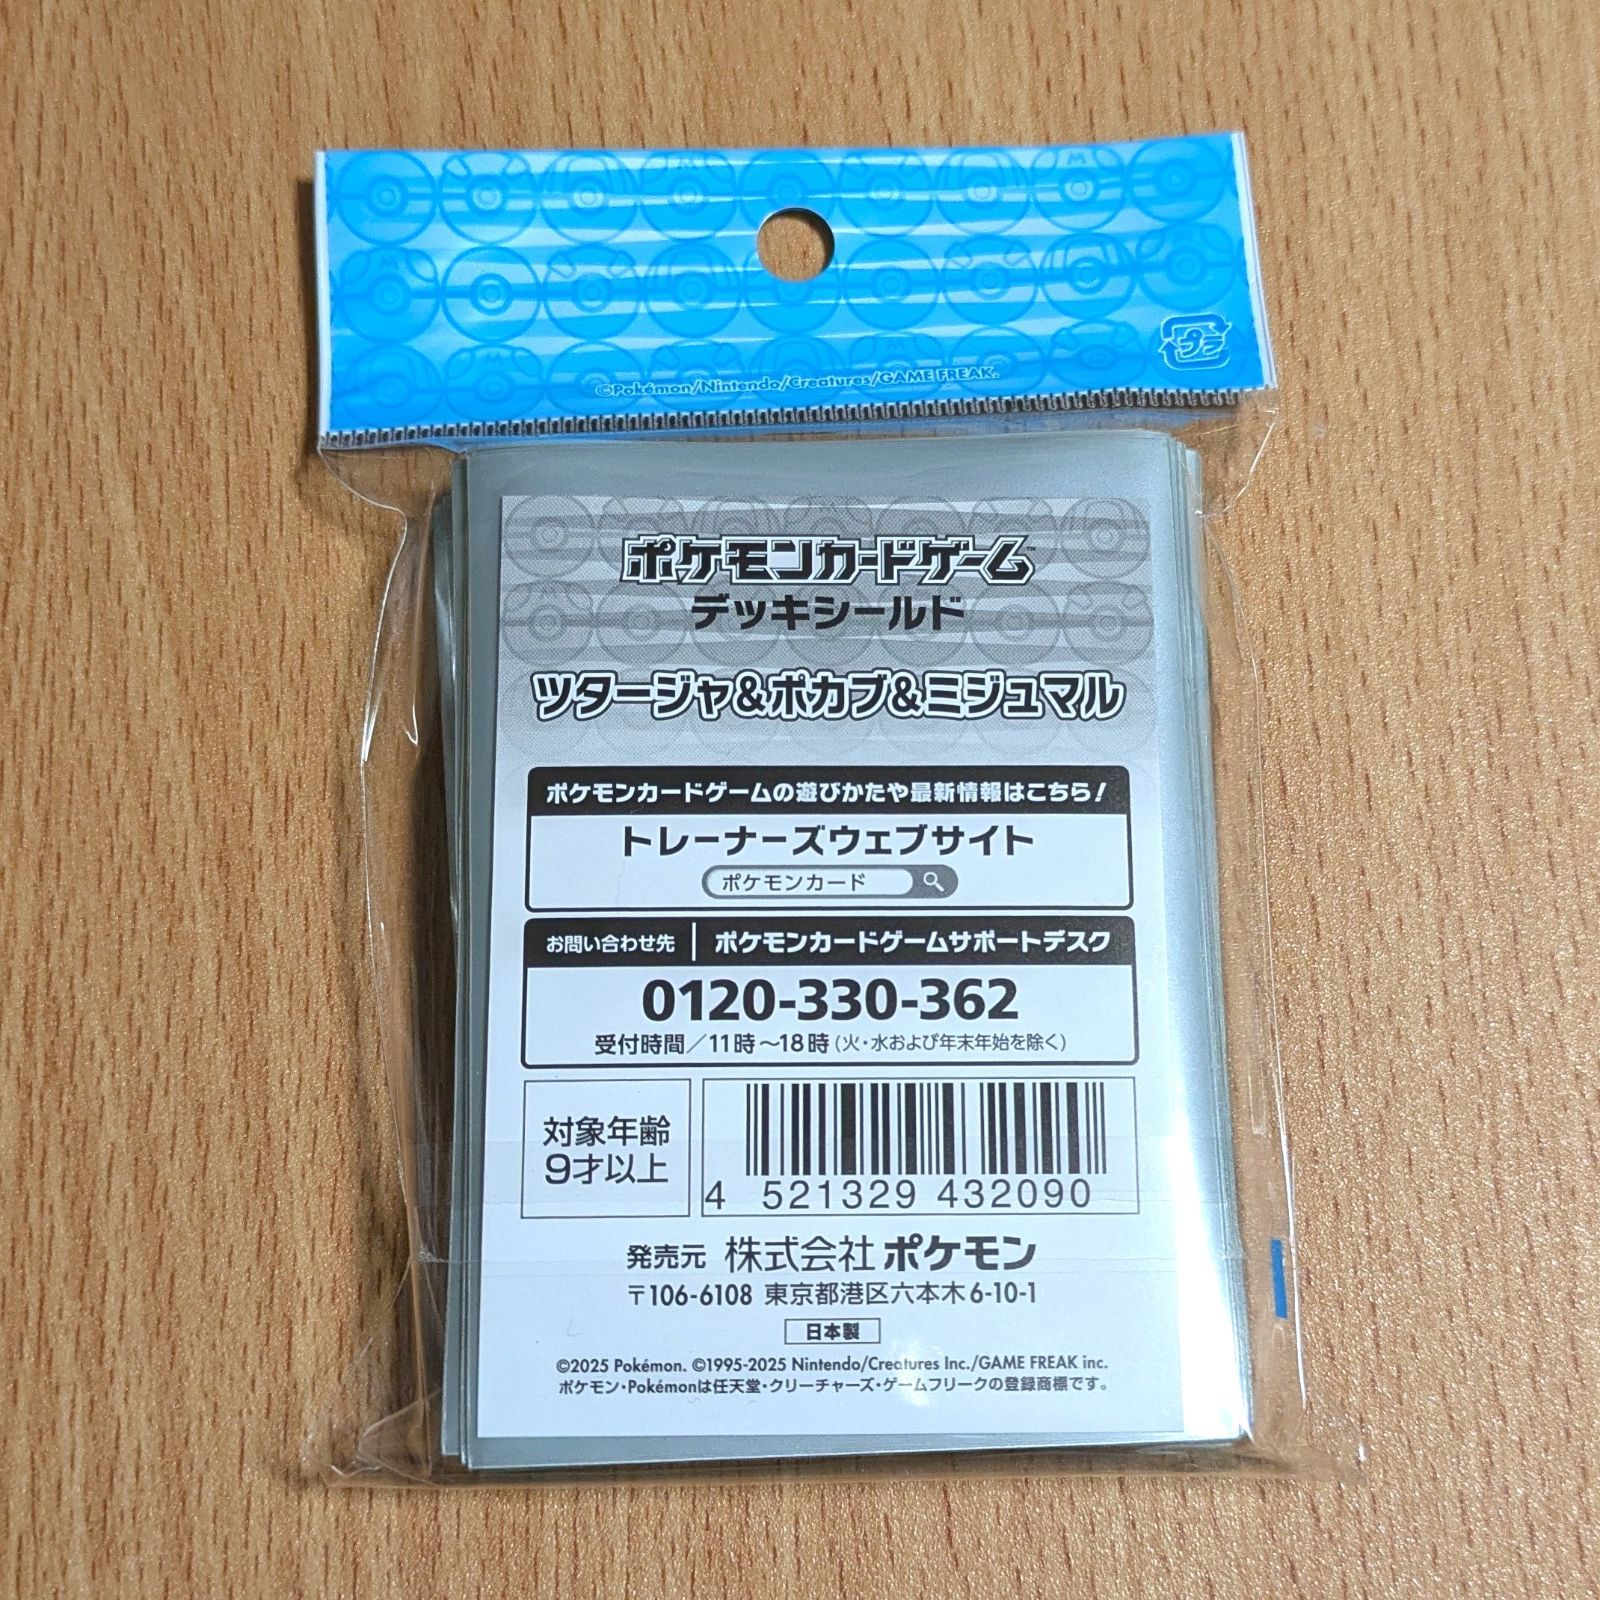 プラ
©Pokémon/Nintendo/Creatures/GAME FREAK.
ポケモンカードゲーム™
デッキシールド
ツタージャ&ポカブ&ミジュマル
ポケモンカードゲームの遊びかたや最新情報はこちら！
トレーナーズウェブサイト
ポケモンカード
お問い合わせ先 ポケモンカードゲームサポートデスク
0120-330-362
受付時間／11時～18時(火・水および年末年始を除く)
対象年齢
9才以上
4 521329 432090
発売元 株式会社ポケモン
〒106-6108 東京都港区六本木6-10-1
日本製
©2025 Pokémon. ©1995-2025 Nintendo/Creatures Inc./GAME FREAK inc.
ポケモン・Pokémonは任天堂・クリーチャーズ・ゲームフリークの登録商標です。